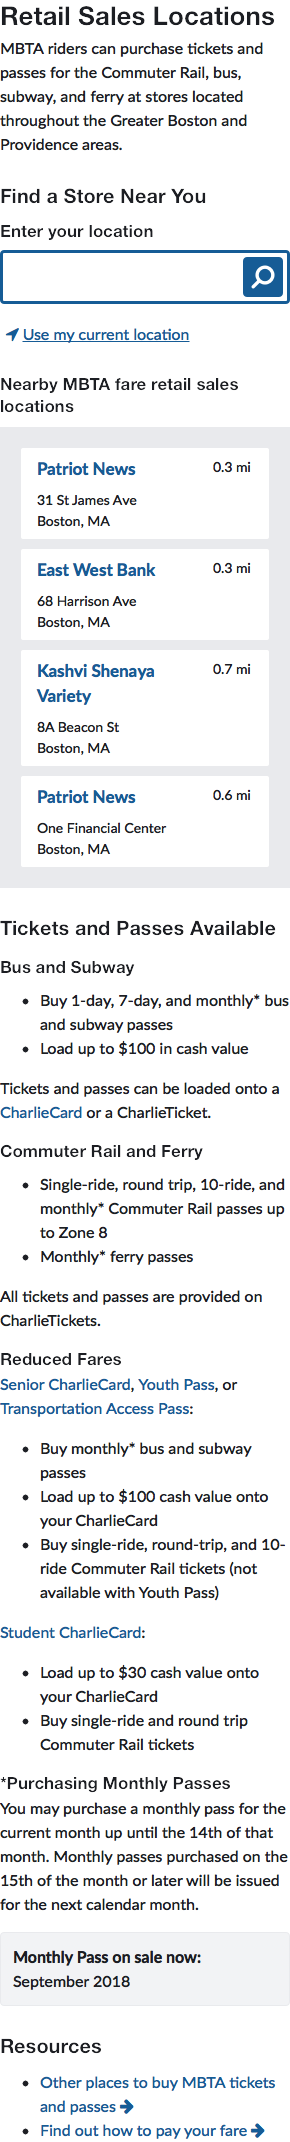 Retail Sales Locations
MBTA riders can purchase tickets and
passes for the Commuter Rail, bus,
subway, and ferry at stores located
throughout the Greater Boston and
Providence areas.
Find a Store Near You
Enter your location
Use my current location
Nearby MBTA fare retail sales
locations
Patriot News 0.3 mi
31 St James Ave
Boston, MA
East West Bank 0.3 mi
68 Harrison Ave
Boston, MA
Kashvi Shenaya 0.7 mi
Variety
8A Beacon St
Boston, MA
Patriot News 0.6 mi
One Financial Center
Boston, MA
Tickets and Passes Available
Bus and Subway
• Buy 1-day, 7-day, and monthly* bus
and subway passes
• Load up to $100 in cash value
Tickets and passes can be loaded onto a
CharlieCard or a CharlieTicket.
Commuter Rail and Ferry
• Single-ride, round trip, 10-ride, and
monthly* Commuter Rail passes up
to Zone 8
• Monthly* ferry passes
All tickets and passes are provided on
CharlieTickets.
Reduced Fares
Senior CharlieCard, Youth Pass, or
Transportation Access Pass:
• Buy monthly* bus and subway
passes
• Load up to $100 cash value onto
your CharlieCard
• Buy single-ride, round-trip, and 10-
ride Commuter Rail tickets (not
available with Youth Pass)
Student CharlieCard:
• Load up to $30 cash value onto
your CharlieCard
• Buy single-ride and round trip
Commuter Rail tickets
*Purchasing Monthly Passes
You may purchase a monthly pass for the
current month up until the 14th of that
month. Monthly passes purchased on the
15th of the month or later will be issued
for the next calendar month.
Monthly Pass on sale now:
September 2018
Resources
• Other places to buy MBTA tickets
and passes →
• Find out how to pay your fare →